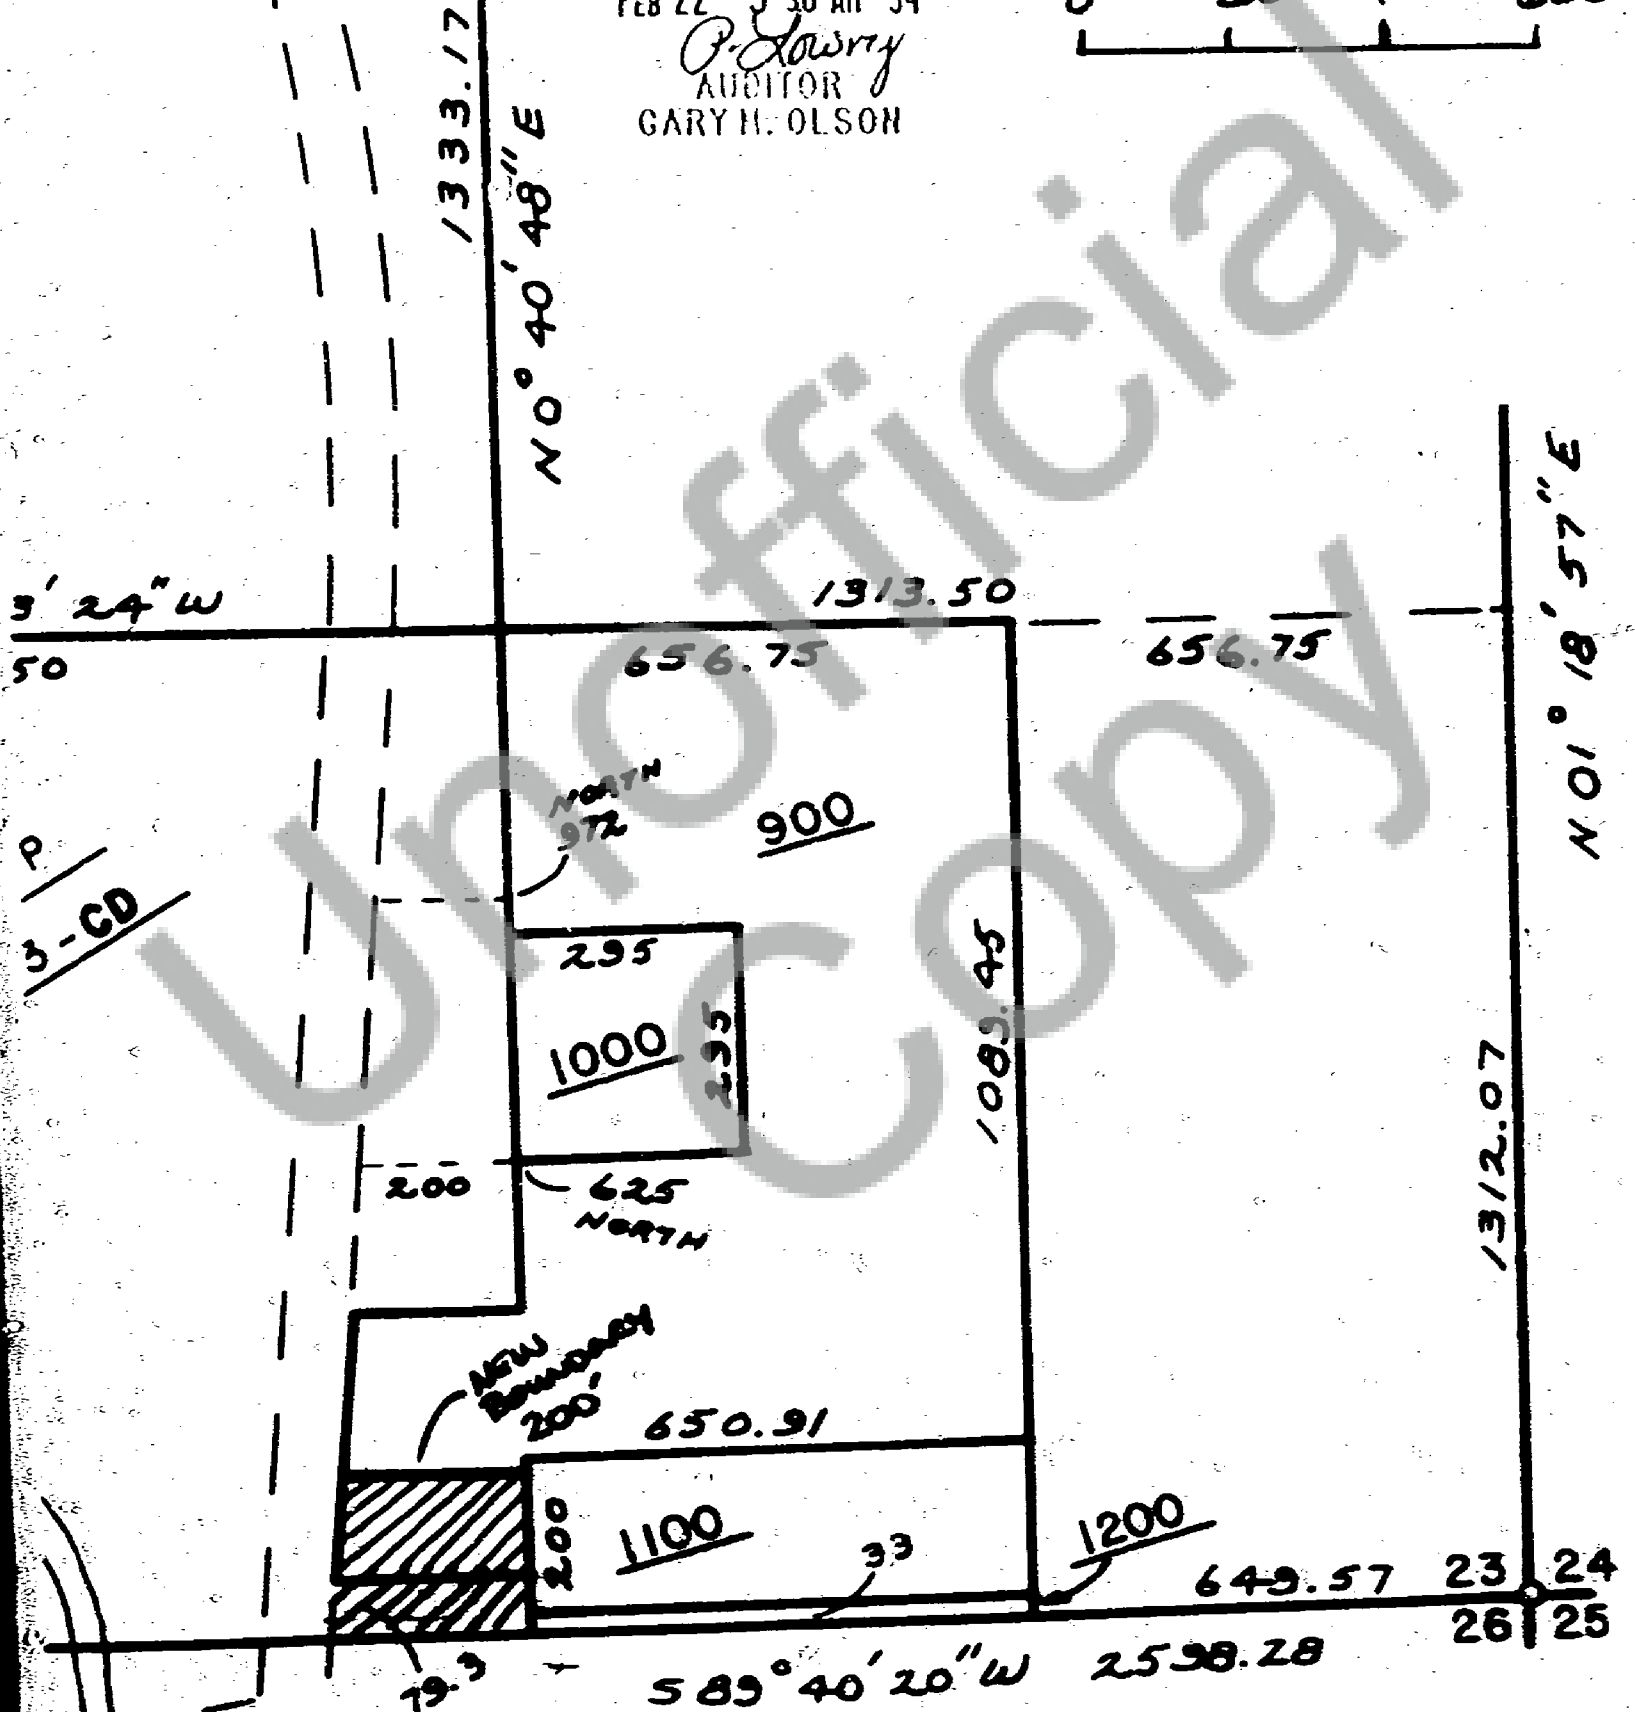 AUDITOR
GARY H. OLSON
1333.17
N 0° 40' 48" E
3' 24" W
50
1313.50
656.75
656.75
N 01° 18' 57" E
NORTH
972
900
P
3-CD
295
1000
295
1089.45
1312.07
200
625
NORTH
NEW
BOUNDARY
200'
650.91
200
1100
33
1200
649.57
23
24
26
25
79.3
S 89° 40' 20" W
2598.28
Unofficial
Copy